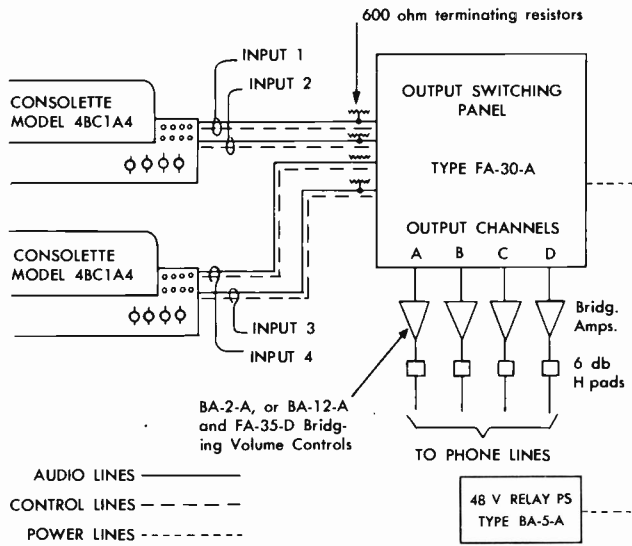 600 ohm terminating resistors
INPUT 1
INPUT 2
CONSOLETTE
MODEL 4BC1A4
OUTPUT SWITCHING
PANEL
TYPE FA-30-A
OUTPUT CHANNELS
A B C D
CONSOLETTE
MODEL 4BC1A4
INPUT 3
INPUT 4
Bridg.
Amps.
6 db
H pads
BA-2-A, or BA-12-A
and FA-35-D Bridg-
ing Volume Controls
TO PHONE LINES
AUDIO LINES
CONTROL LINES
POWER LINES
48 V RELAY PS
TYPE BA-5-A